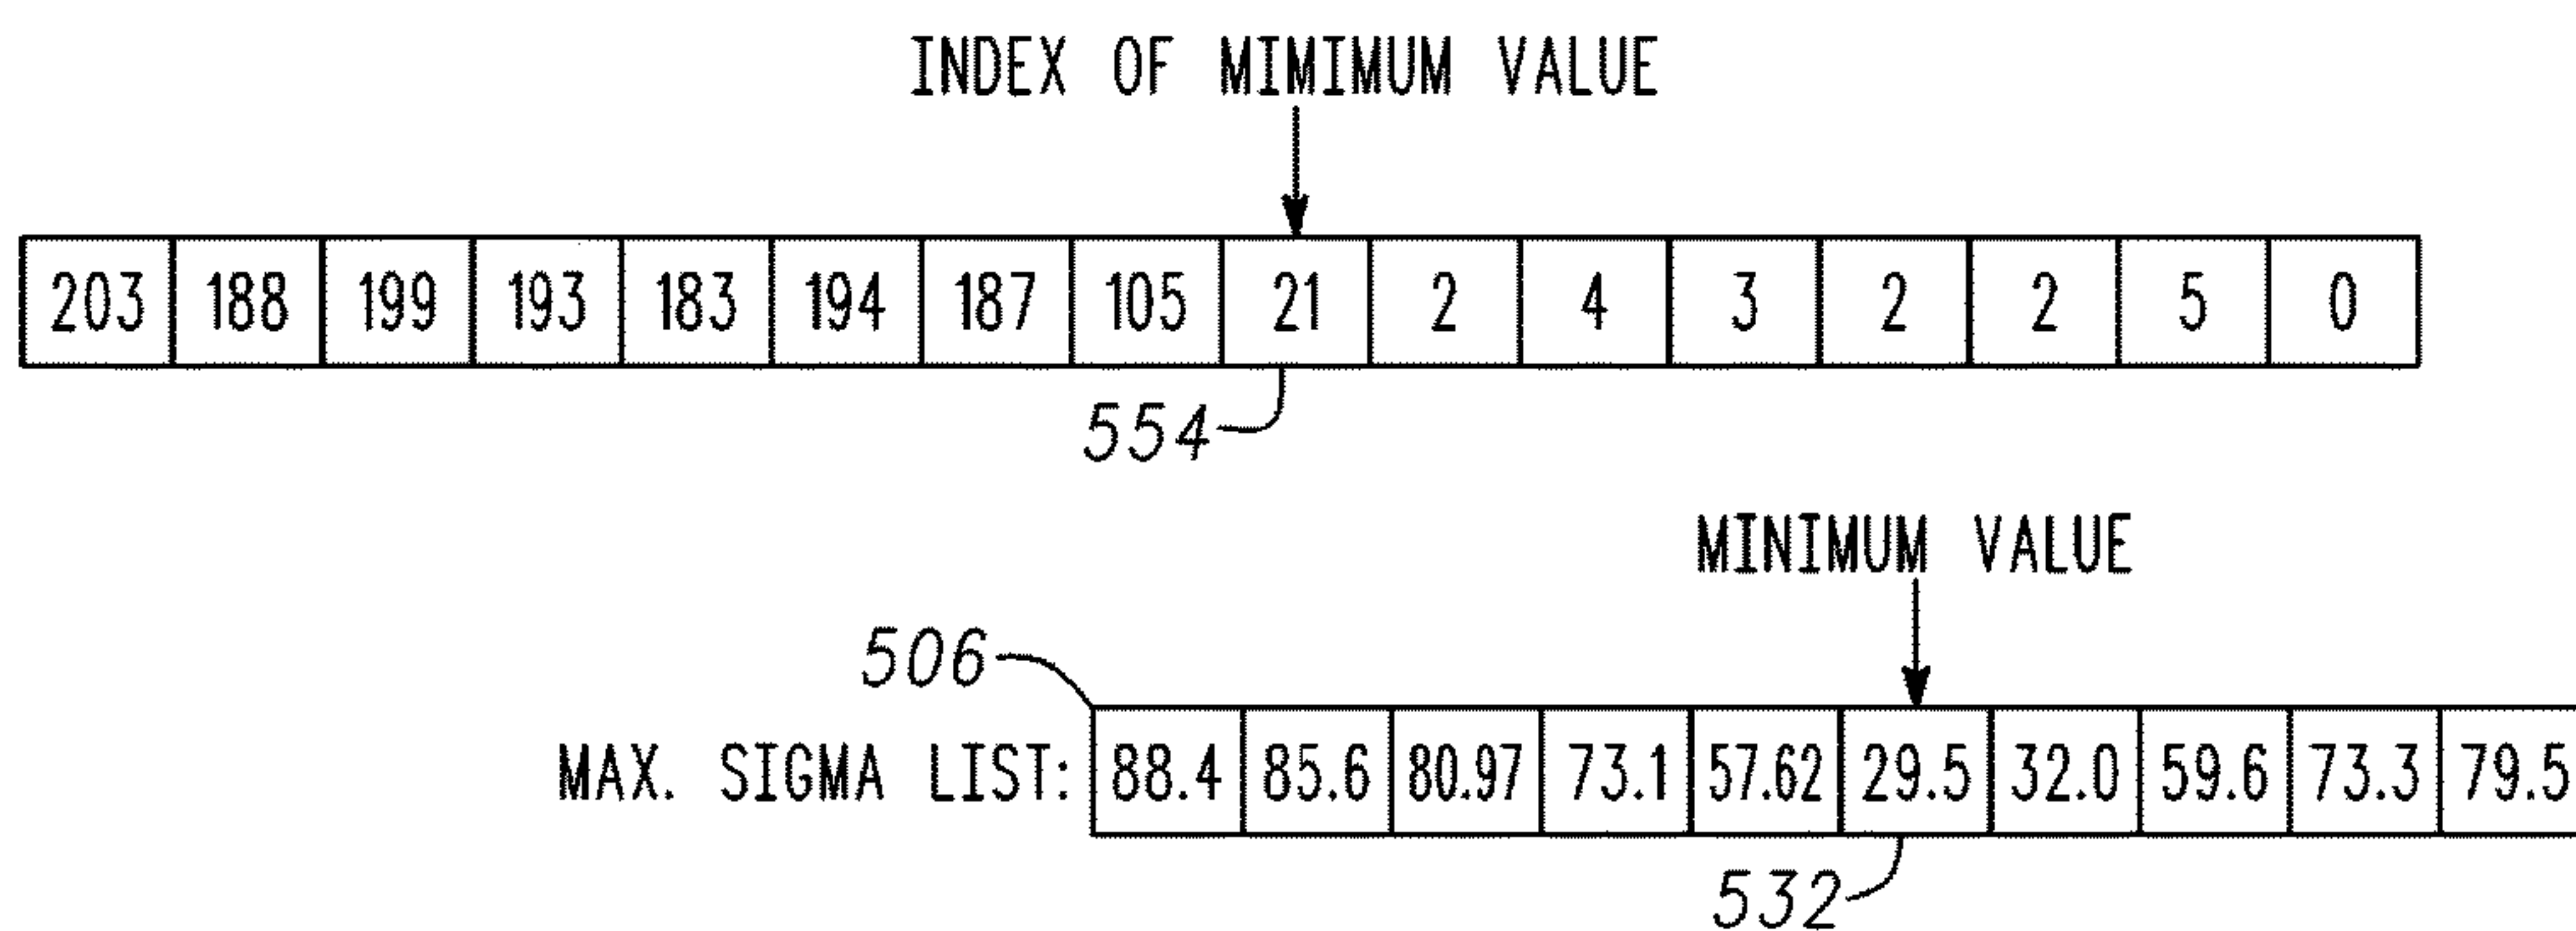 INDEX OF MIMIMUM VALUE
203 188 199 193 183 194 187 105 21 2 4 3 2 2 5 0
554
MINIMUM VALUE
506
MAX. SIGMA LIST: 88.4 85.6 80.97 73.1 57.62 29.5 32.0 59.6 73.3 79.5
532